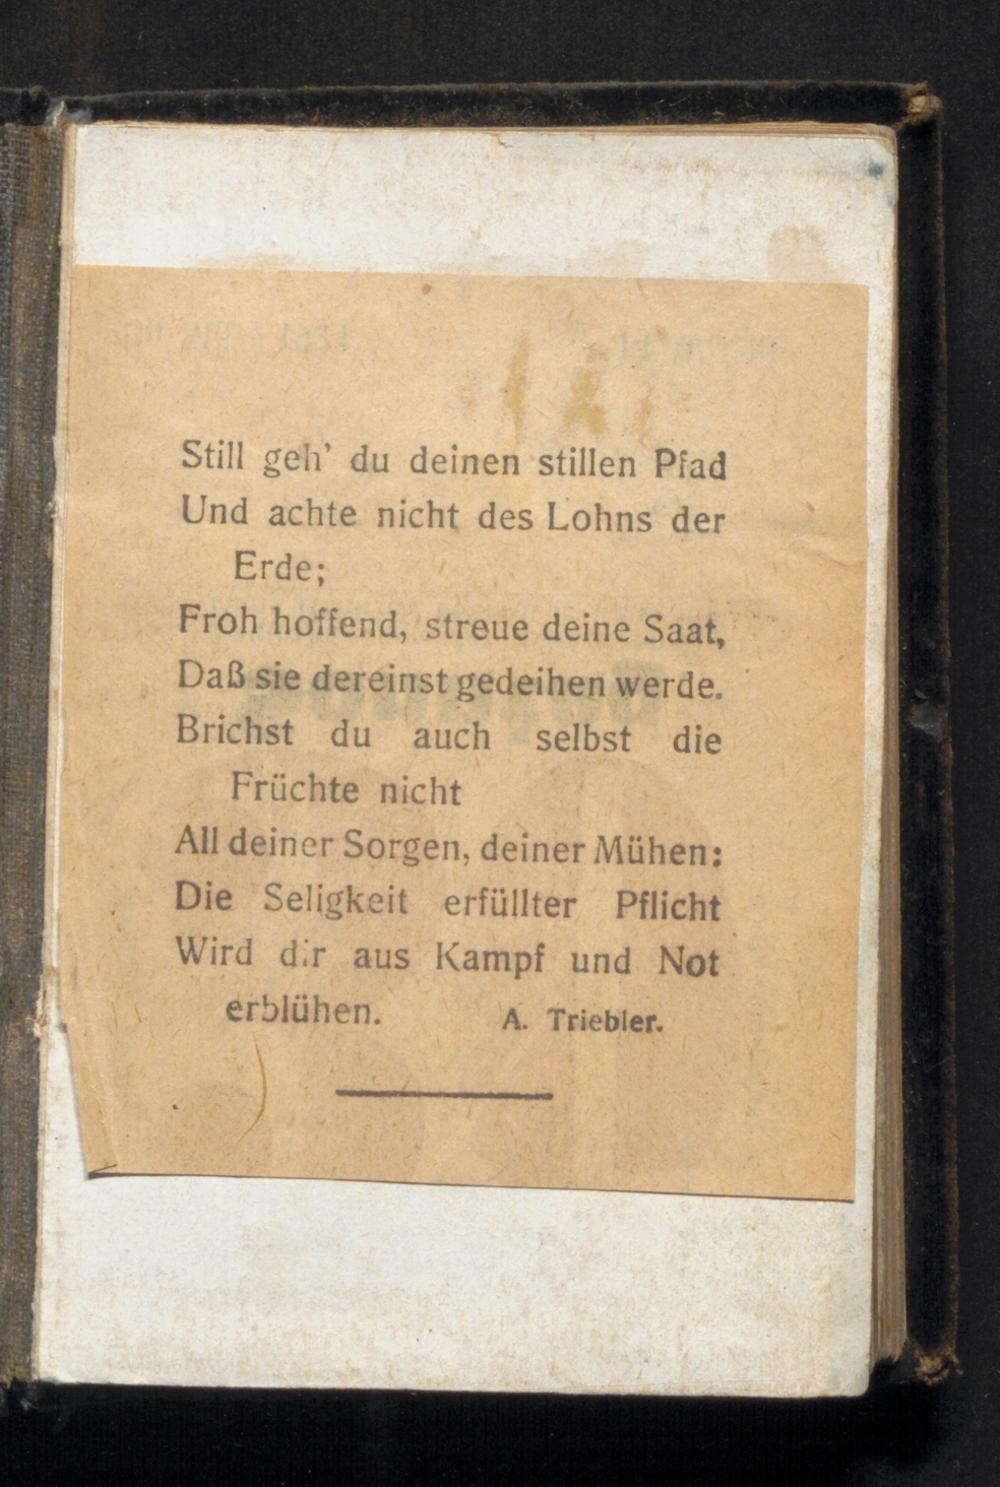 Still geh' du deinen stillen Pfad
Und achte nicht des Lohns der
Erde;
Froh hoffend, streue deine Saat,
Daß sie dereinst gedeihen werde.
Brichst du auch selbst die
Früchte nicht
All deiner Sorgen, deiner Mühen:
Die Seligkeit erfüllter Pflicht
Wird dir aus Kampf und Not
erblühen. A. Triebler.